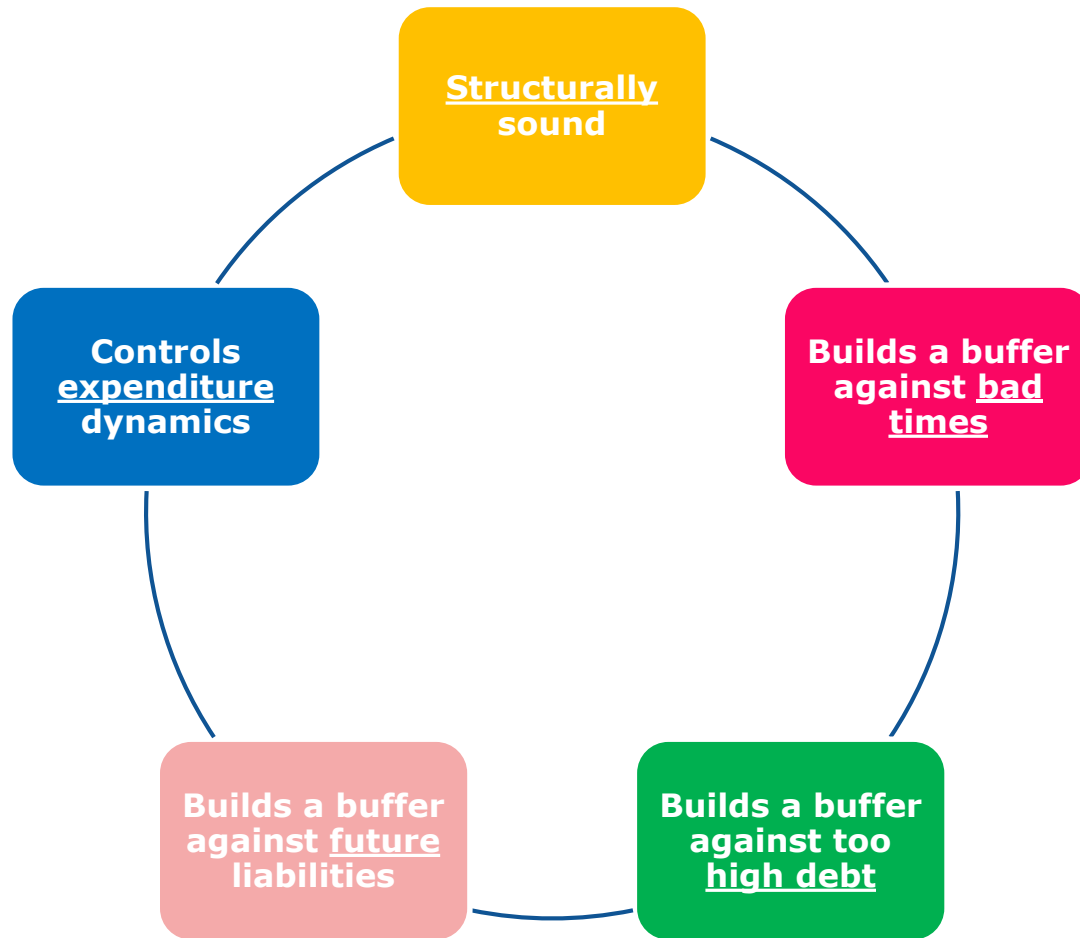 Structurally
sound
Builds a buffer
against bad
times
Builds a buffer
against too
high debt
Builds a buffer
against future
liabilities
Controls
expenditure
dynamics